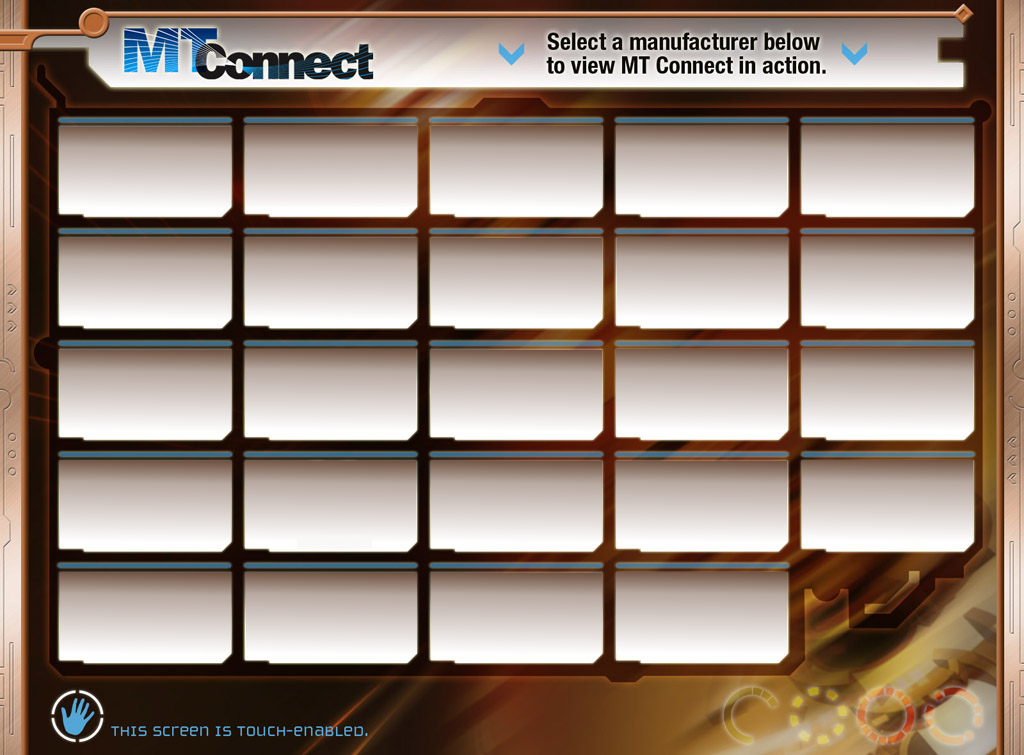 MTConnect
Select a manufacturer below
to view MT Connect in action.
THIS SCREEN IS TOUCH-ENABLED.